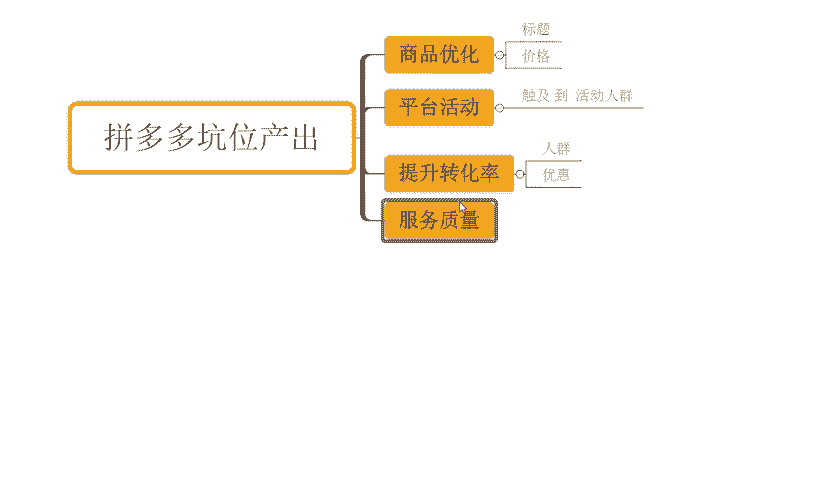 拼多多坑位产出
商品优化
标题
价格
平台活动
触及 到 活动人群
提升转化率
人群
优惠
服务质量